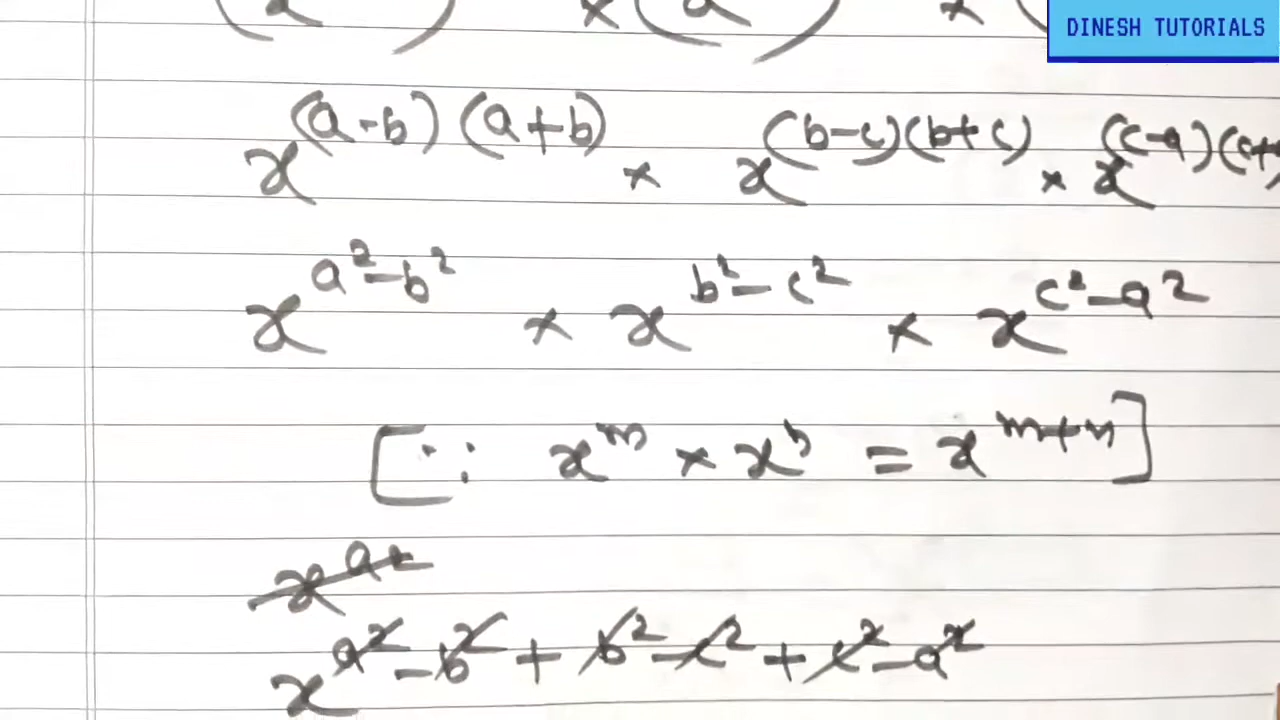 DINESH TUTORIALS
x^(a-b)(a+b) × x^(b-c)(b+c) × x^(c-a)(c+
x^a²-b² × x^b²-c² × x^c²-a²
[∵ x^m × x^n = x^m+n]
x^a²-b²+b²-c²+c²-a²